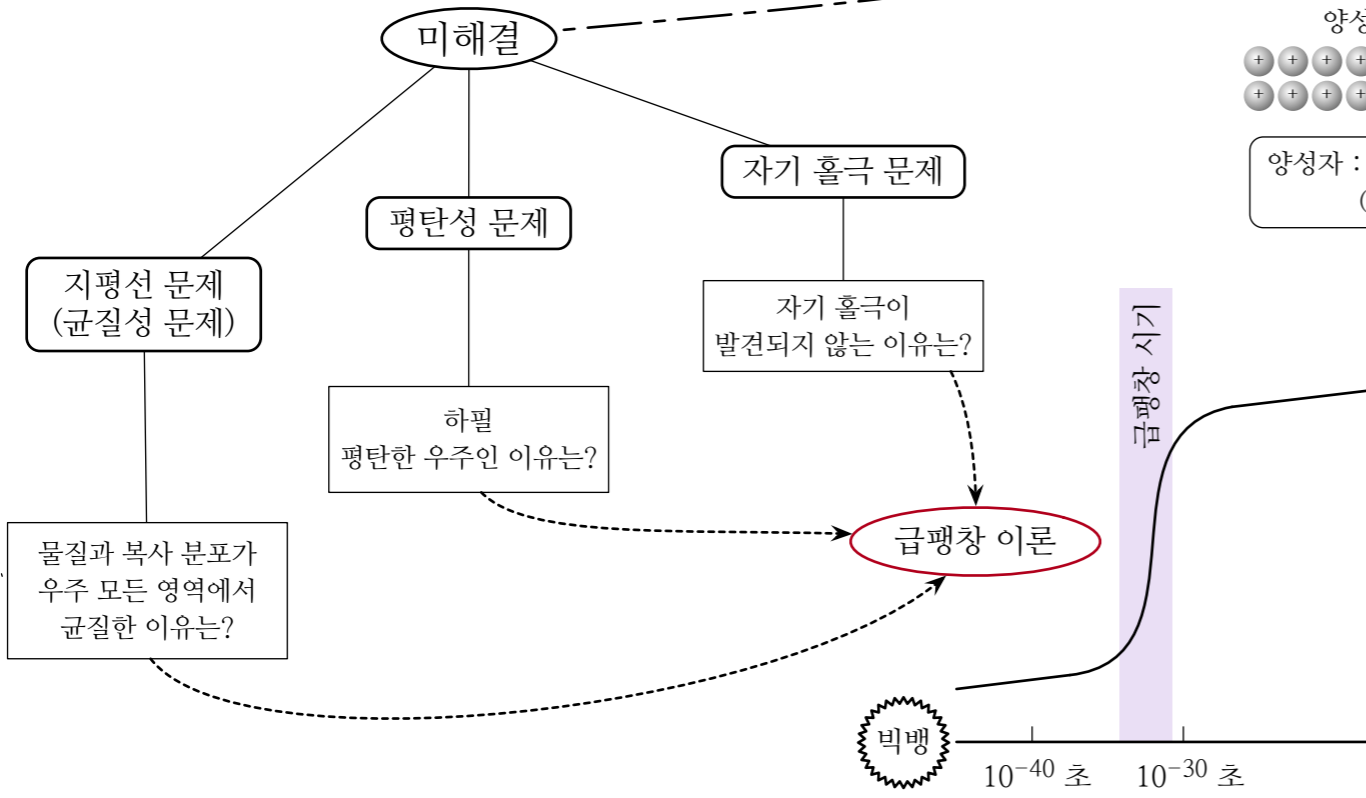 미해결
지평선 문제
(균질성 문제)
물질과 복사 분포가
우주 모든 영역에서
균질한 이유는?
평탄성 문제
하필
평탄한 우주인 이유는?
자기 홀극 문제
자기 홀극이
발견되지 않는 이유는?
급팽창 이론
양성자 :
(
+ + + +
+ + + +
급팽창 시기
빅뱅
10⁻⁴⁰ 초
10⁻³⁰ 초